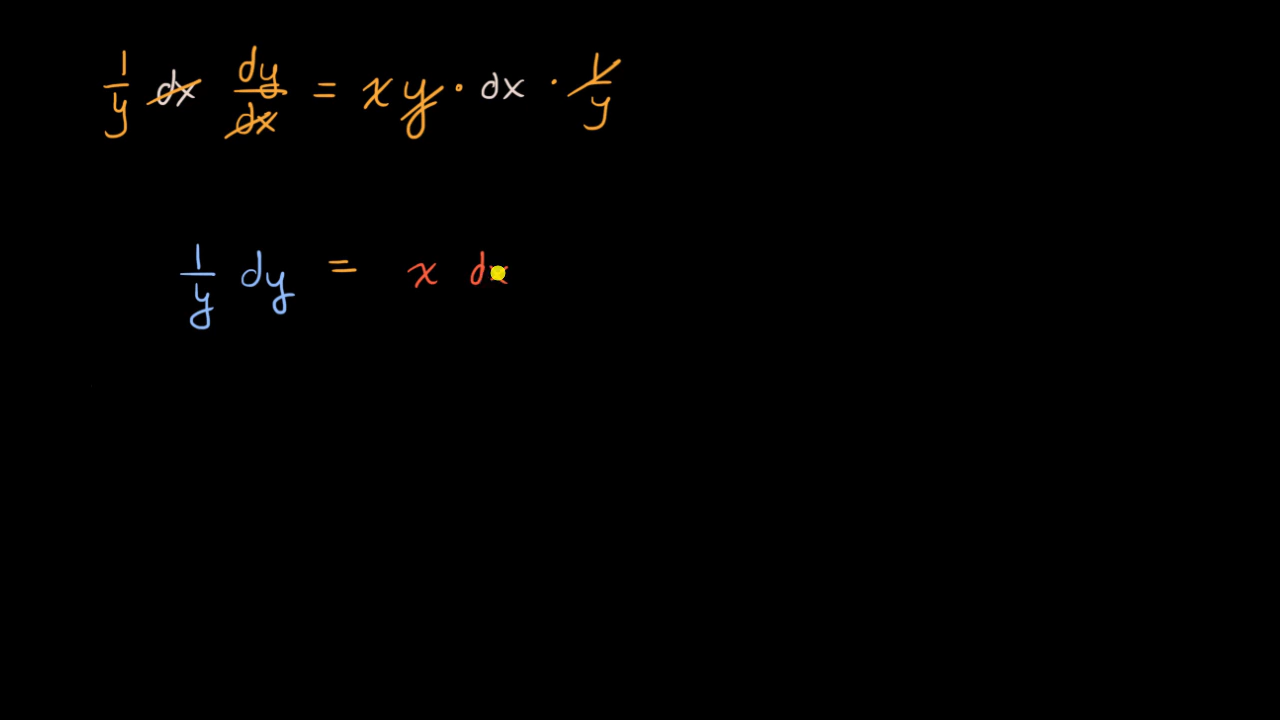 1/y dx dy/dx = xy · dx · 1/y
1/y dy = x dx